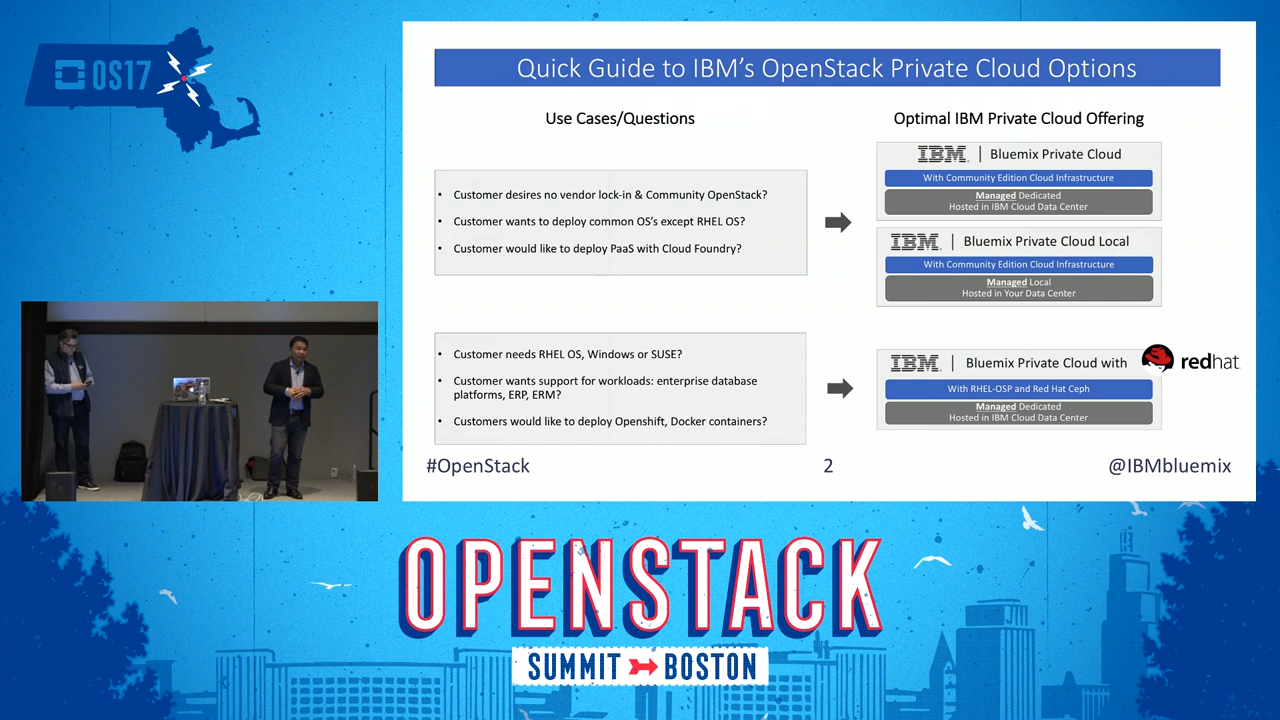 OS17
Quick Guide to IBM's OpenStack Private Cloud Options
Use Cases/Questions
Optimal IBM Private Cloud Offering
• Customer desires no vendor lock-in & Community OpenStack?
• Customer wants to deploy common OS's except RHEL OS?
• Customer would like to deploy PaaS with Cloud Foundry?
IBM. | Bluemix Private Cloud
With Community Edition Cloud Infrastructure
Managed Dedicated
Hosted in IBM Cloud Data Center
IBM. | Bluemix Private Cloud Local
With Community Edition Cloud Infrastructure
Managed Local
Hosted in Your Data Center
• Customer needs RHEL OS, Windows or SUSE?
• Customer wants support for workloads: enterprise database
platforms, ERP, ERM?
• Customers would like to deploy Openshift, Docker containers?
IBM. | Bluemix Private Cloud with redhat.
With RHEL-OSP and Red Hat Ceph
Managed Dedicated
Hosted in IBM Cloud Data Center
#OpenStack
2
@IBMbluemix
OPENSTACK
SUMMIT BOSTON